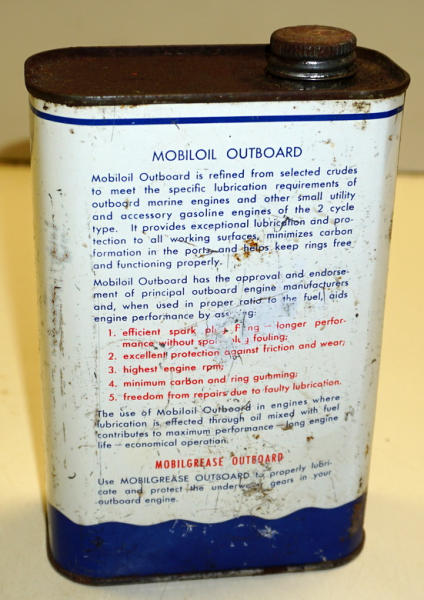 MOBILOIL OUTBOARD
Mobiloil Outboard is refined from selected crudes
to meet the specific lubrication requirements of
outboard marine engines and other small utility
and accessory gasoline engines of the 2 cycle
type. It provides exceptional lubrication and pro-
tection to all working surfaces, minimizes carbon
formation in the ports and helps keep rings free
and functioning properly.
Mobiloil Outboard has the approval and endorse-
ment of principal outboard engine manufacturers
and, when used in proper ratio to the fuel, aids
engine performance by
1. efficient spark — longer perfor-
mance without fouling;
2. excellent protection against friction and wear;
3. highest engine rpm;
4. minimum carbon and ring gumming;
5. freedom from repairs due to faulty lubrication.
The use of Mobiloil Outboard in engines where
lubrication is effected through oil mixed with fuel
contributes to maximum performance — long engine
life — economical operation.
MOBILGREASE OUTBOARD
Use MOBILGREASE OUTBOARD to properly lubri-
cate and protect the underwater gears in your
outboard engine.